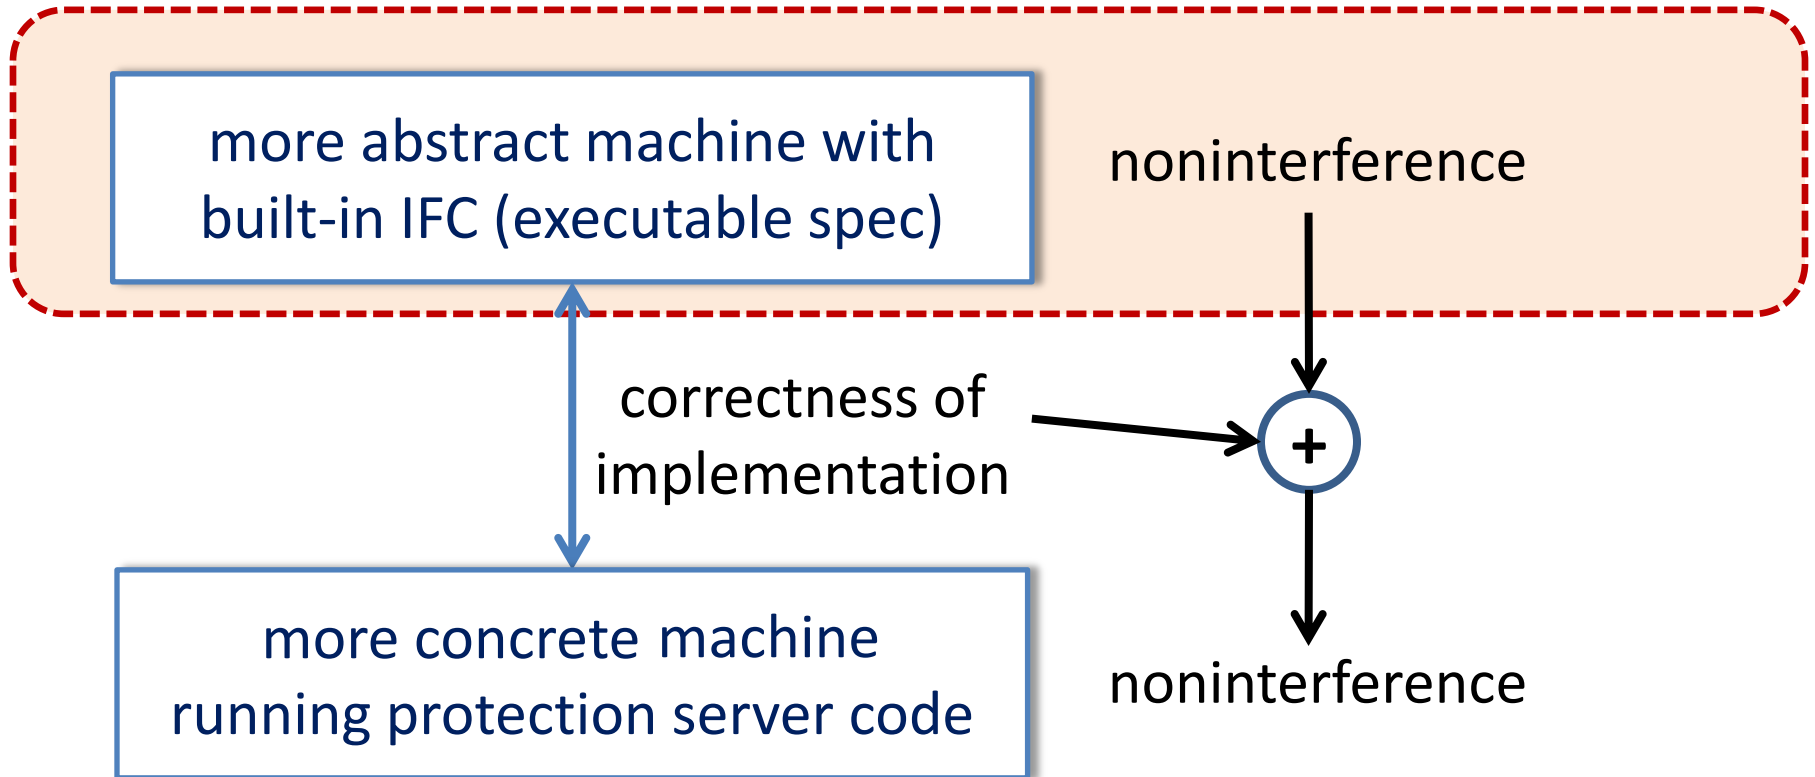 more abstract machine with
built-in IFC (executable spec)
noninterference
correctness of
implementation
+
more concrete machine
running protection server code
noninterference